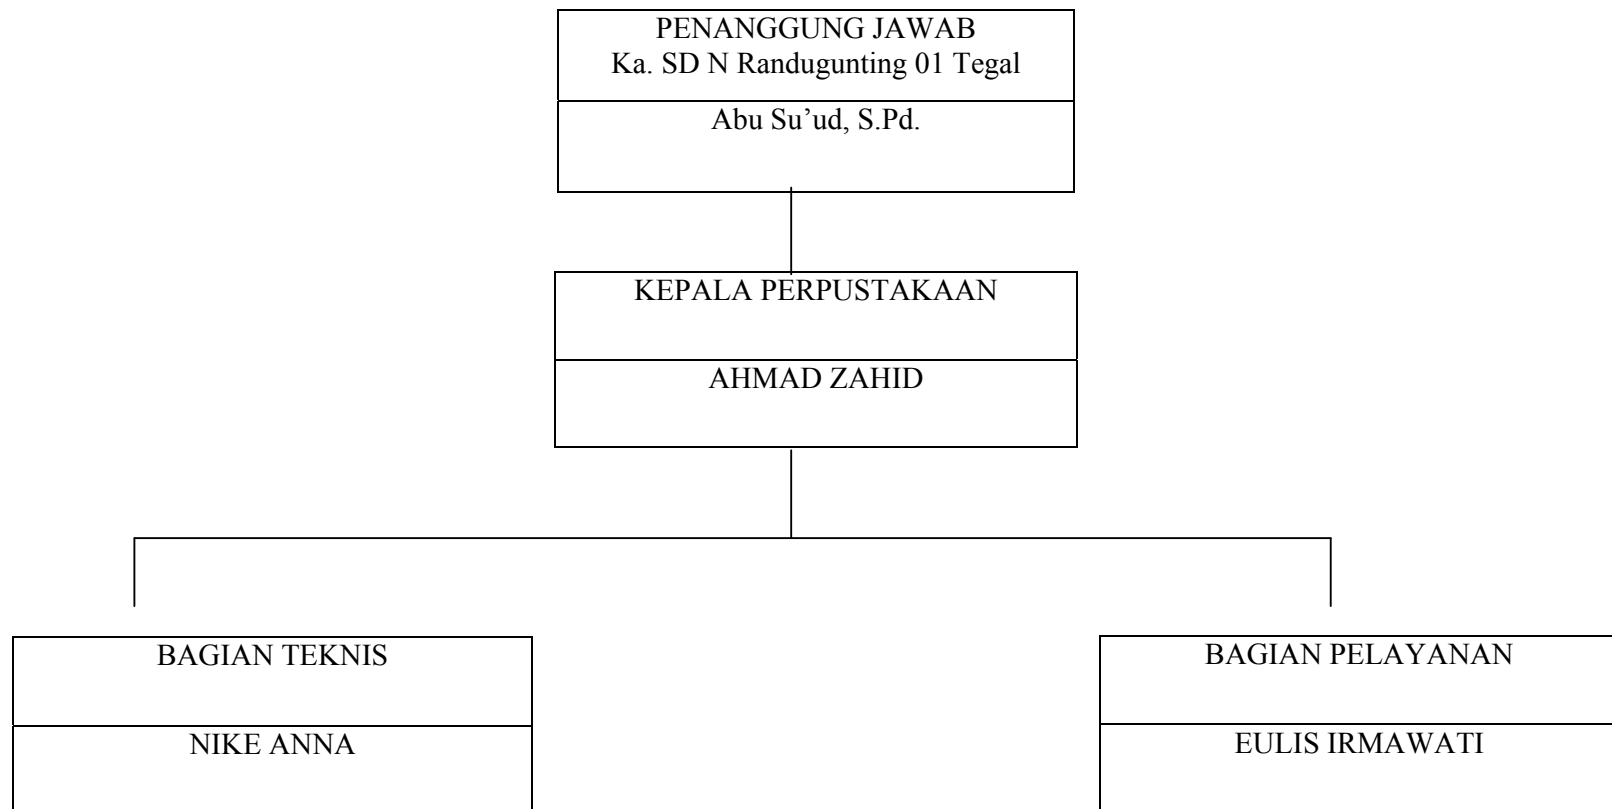 PENANGGUNG JAWAB
Ka. SD N Randugunting 01 Tegal
Abu Su’ud, S.Pd.
KEPALA PERPUSTAKAAN
AHMAD ZAHID
BAGIAN TEKNIS
NIKE ANNA
BAGIAN PELAYANAN
EULIS IRMAWATI